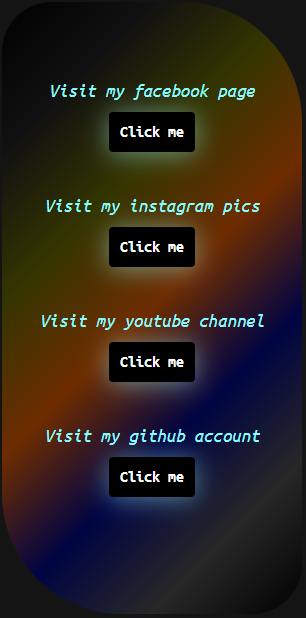 Visit my facebook page
Click me
Visit my instagram pics
Click me
Visit my youtube channel
Click me
Visit my github account
Click me